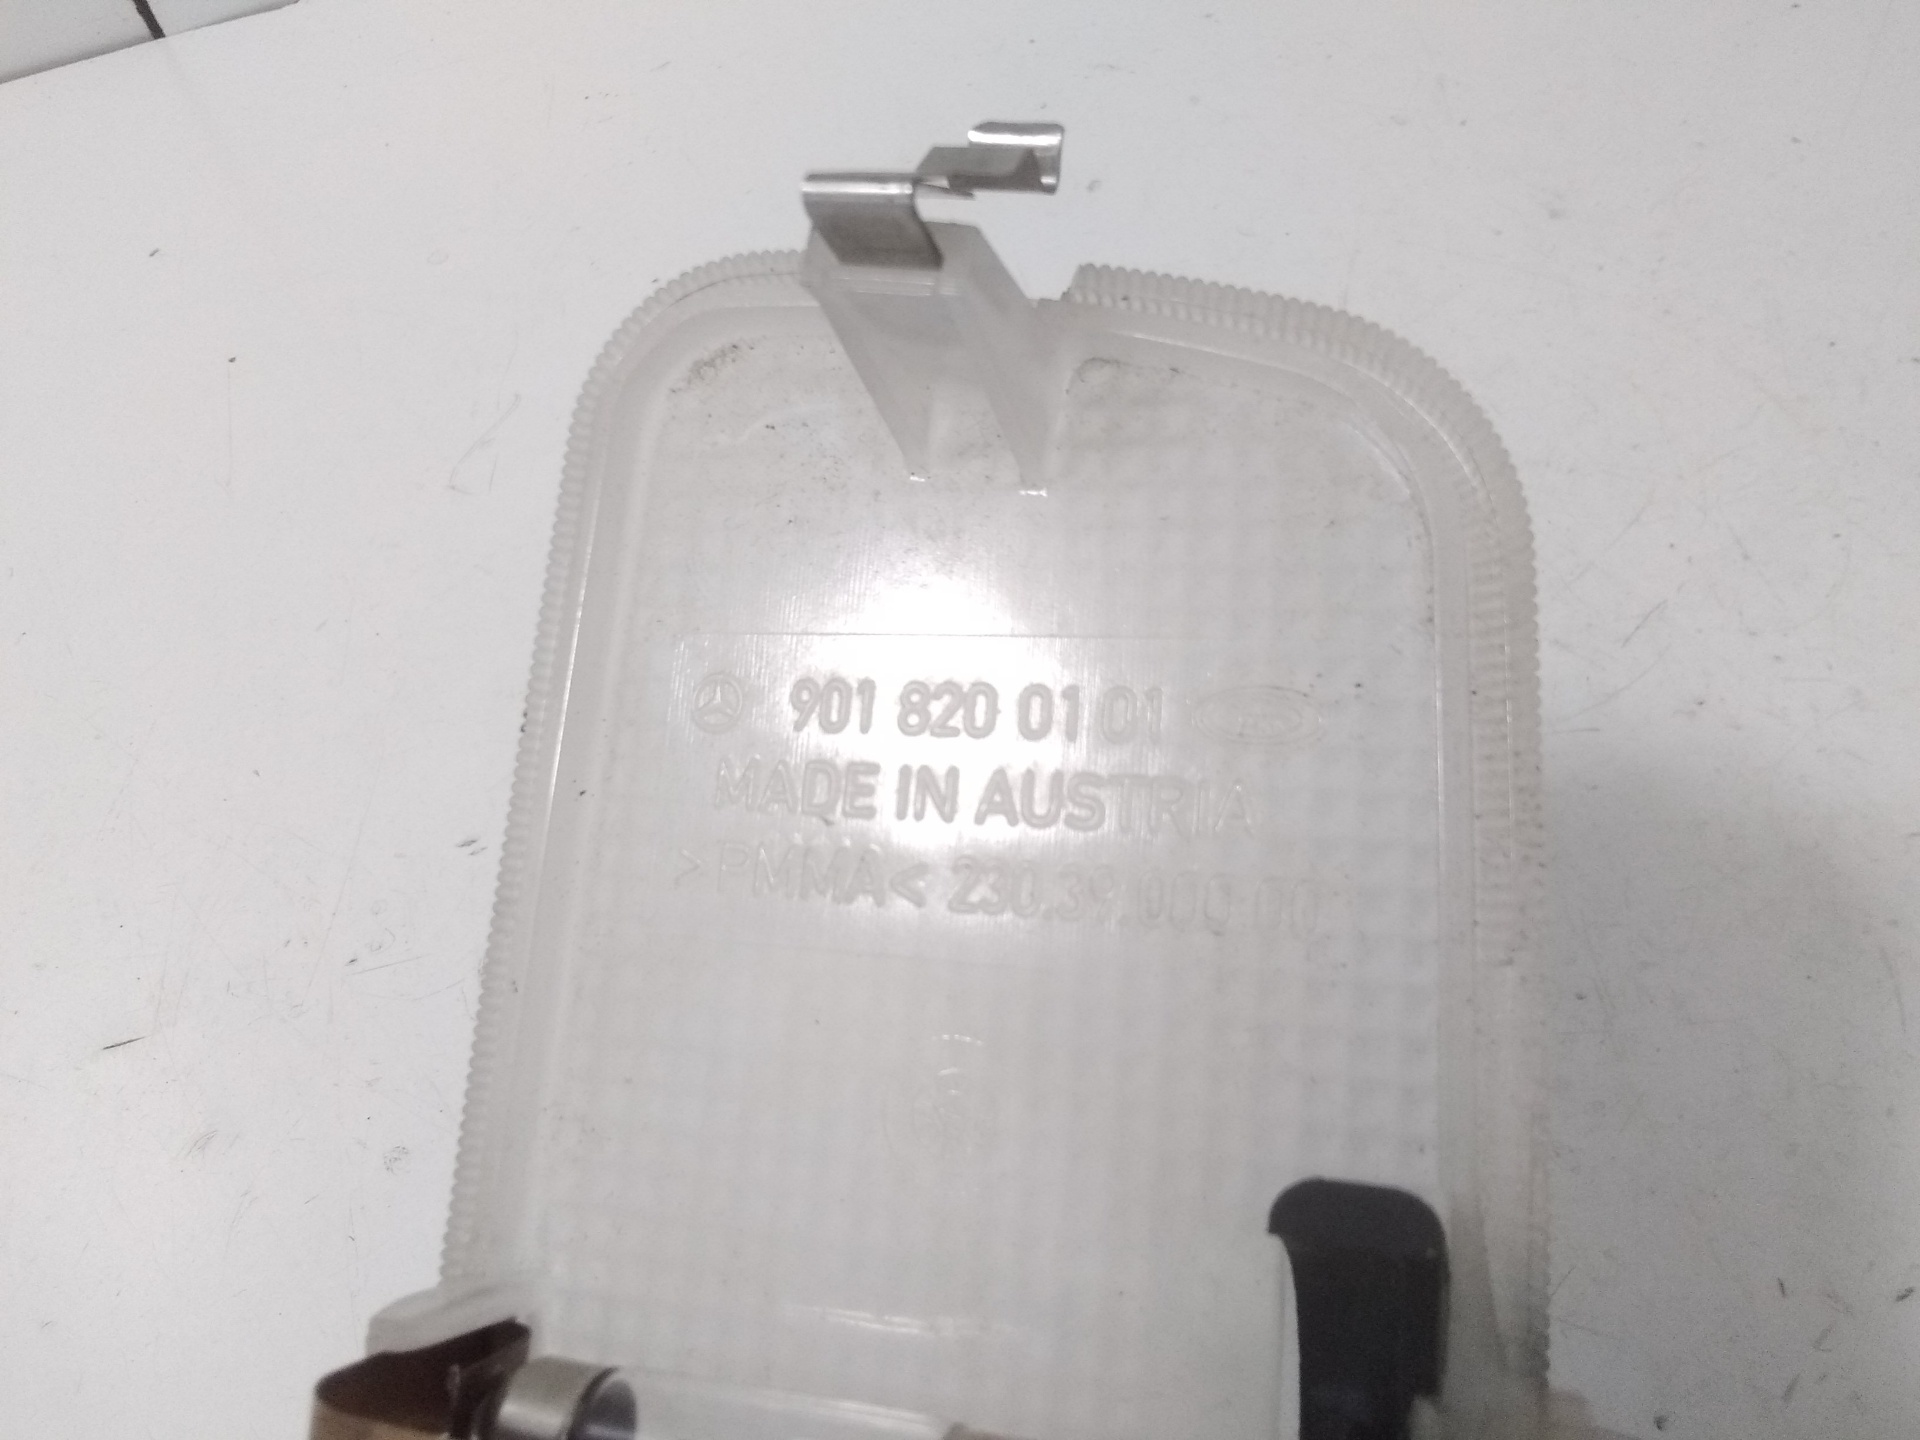 901 820 01 01
MADE IN AUSTRIA
>PMMA< 230.39.000.00